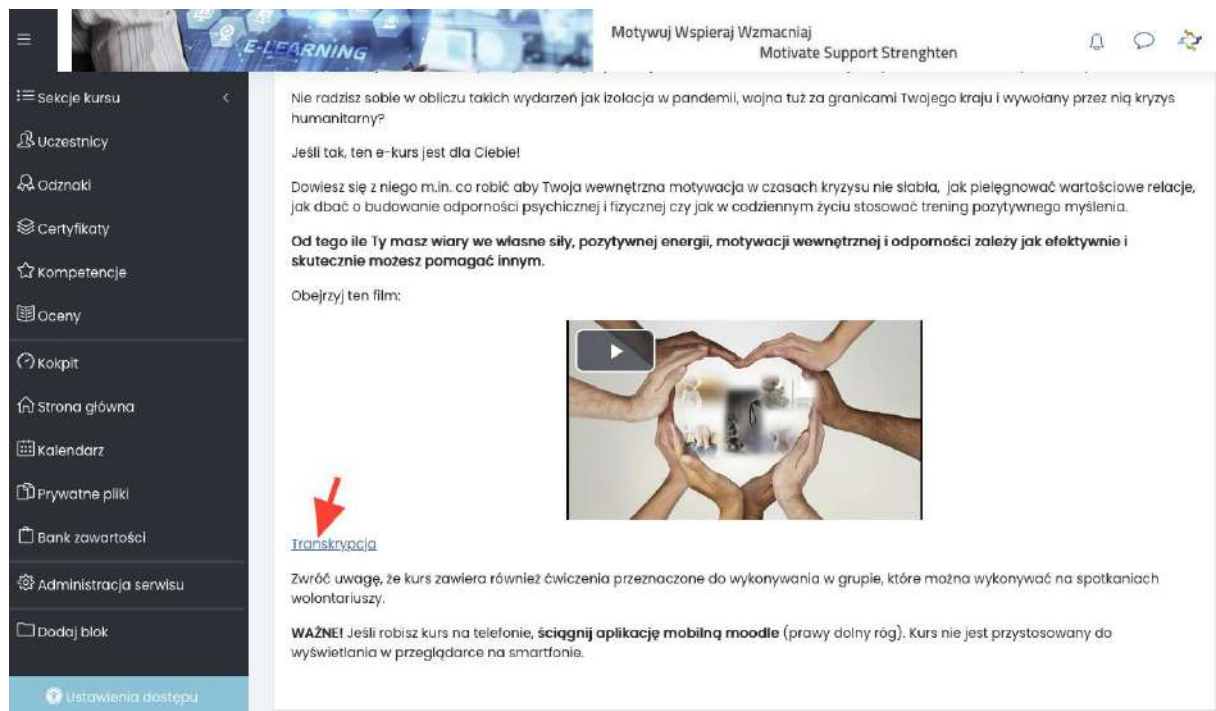 E-LEARNING
Motywuj Wspieraj Wzmacniaj
Motivate Support Strenghten
Sekcje kursu
Uczestnicy
Odznaki
Certyfikaty
Kompetencje
Oceny
Kokpit
Strona główna
Kalendarz
Prywatne pliki
Bank zawartości
Administracja serwisu
Dodaj blok
Ustawienia dostępu
Nie radzisz sobie w obliczu takich wydarzeń jak izolacja w pandemii, wojna tuż za granicami Twojego kraju i wywołany przez nią kryzys
humanitarny?
Jeśli tak, ten e-kurs jest dla Ciebie!
Dowiesz się z niego m.in. co robić aby Twoja wewnętrzna motywacja w czasach kryzysu nie słabła, jak pielęgnować wartościowe relacje,
jak dbać o budowanie odporności psychicznej i fizycznej czy jak w codziennym życiu stosować trening pozytywnego myślenia.
Od tego ile Ty masz wiary we własne siły, pozytywnej energii, motywacji wewnętrznej i odporności zależy jak efektywnie i
skutecznie możesz pomagać innym.
Obejrzyj ten film:
Transkrypcja
Zwróć uwagę, że kurs zawiera również ćwiczenia przeznaczone do wykonywania w grupie, które można wykonywać na spotkaniach
wolontariuszy.
WAŻNE! Jeśli robisz kurs na telefonie, ściągnij aplikację mobilną moodle (prawy dolny róg). Kurs nie jest przystosowany do
wyświetlania w przeglądarce na smartfonie.